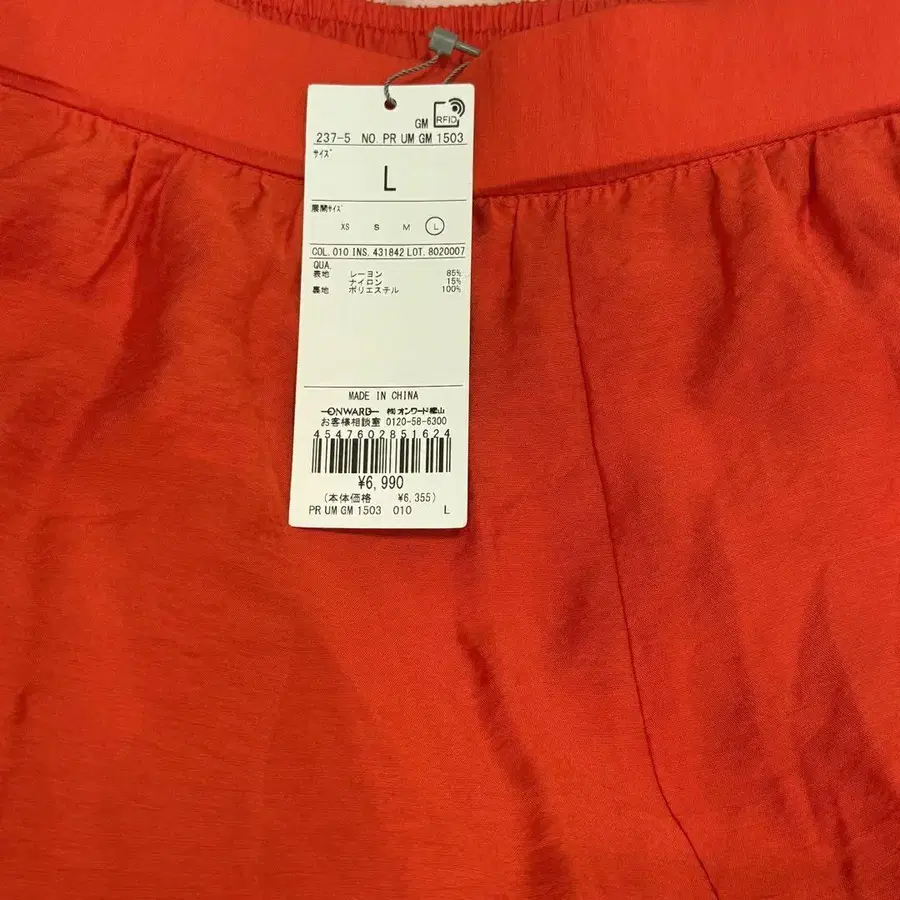 GM RFID
237-5 NO. PR UM GM 1503
サイズ
L
展開サイズ
XS S M L
COL. 010 INS. 431842 LOT. 8020007
QUA.
表地 レーヨン 85%
ナイロン 15%
裏地 ポリエステル 100%
MADE IN CHINA
ONWARD ㈱オンワード樫山
お客様相談室 0120-58-6300
4547602851624
¥6,990
(本体価格 ¥6,355)
PR UM GM 1503 010 L